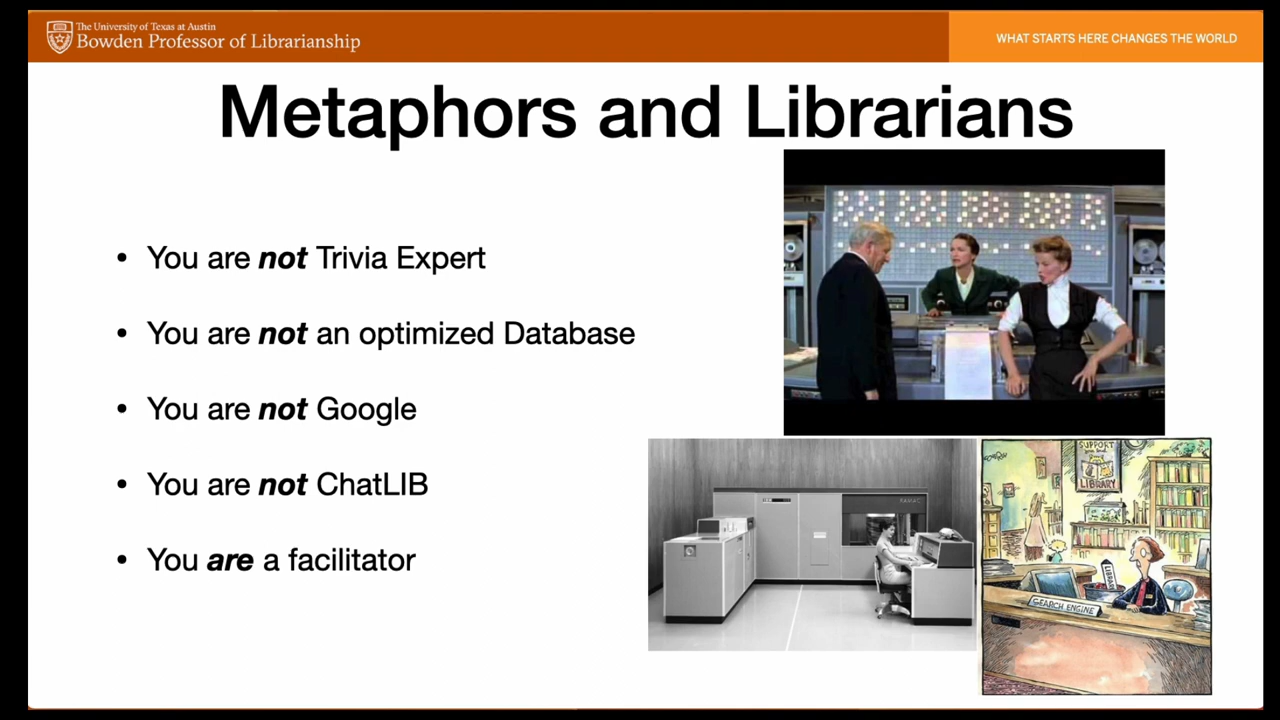 The University of Texas at Austin
Bowden Professor of Librarianship
WHAT STARTS HERE CHANGES THE WORLD
Metaphors and Librarians
• You are not Trivia Expert
• You are not an optimized Database
• You are not Google
• You are not ChatLIB
• You are a facilitator
RAMAC
SUPPORT
LIBRARY
LIBRARY
SEARCH ENGINE